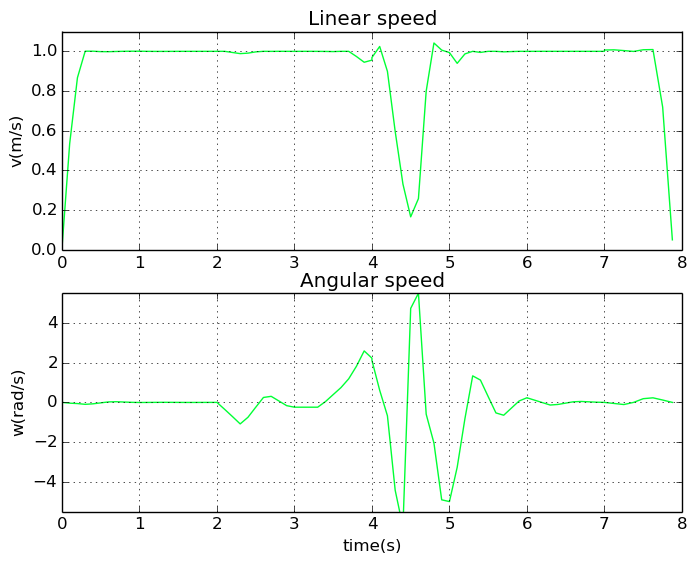 Linear speed
1.0
0.8
0.6
0.4
0.2
0.0
v(m/s)
0 1 2 3 4 5 6 7 8
Angular speed
4
2
0
−2
−4
w(rad/s)
0 1 2 3 4 5 6 7 8
time(s)